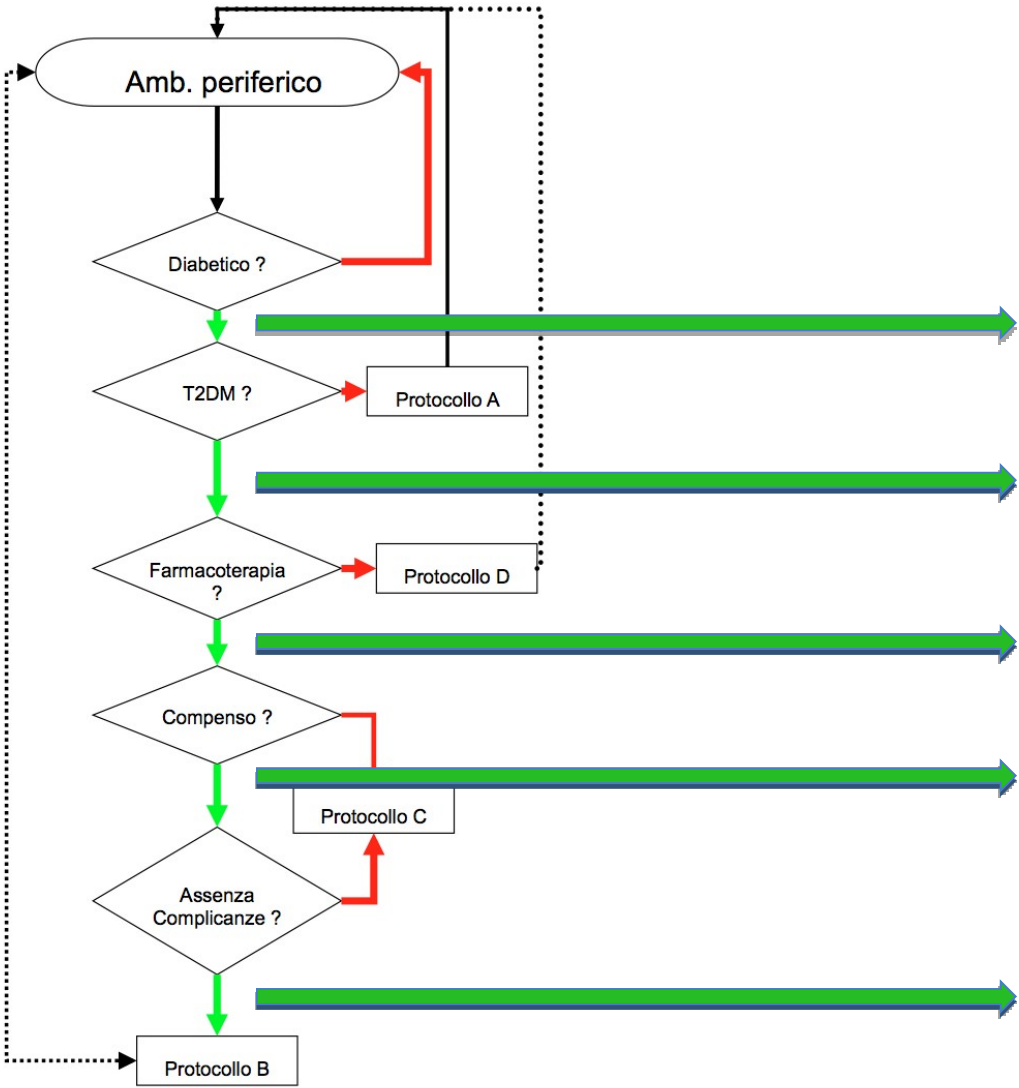 Amb. periferico
Diabetico ?
T2DM ?
Protocollo A
Farmacoterapia
?
Protocollo D
Compenso ?
Protocollo C
Assenza
Complicanze ?
Protocollo B